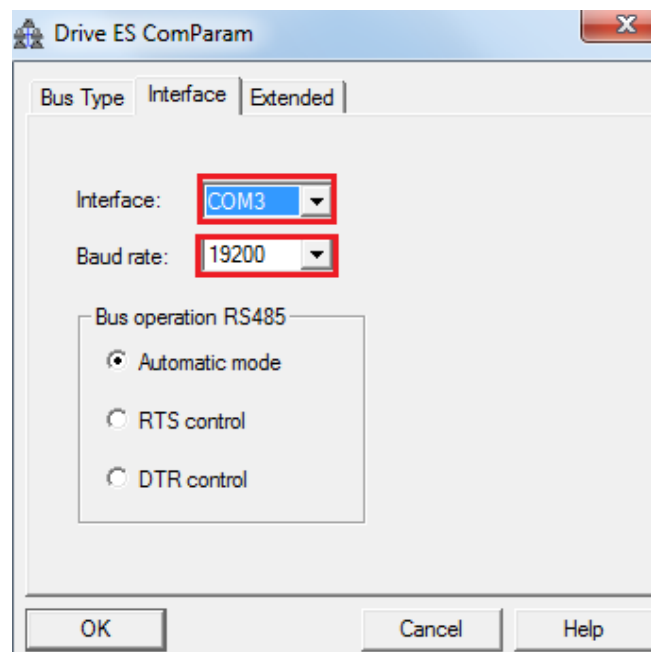 Drive ES ComParam
Bus Type Interface Extended
Interface: COM3
Baud rate: 19200
Bus operation RS485
Automatic mode
RTS control
DTR control
OK Cancel Help